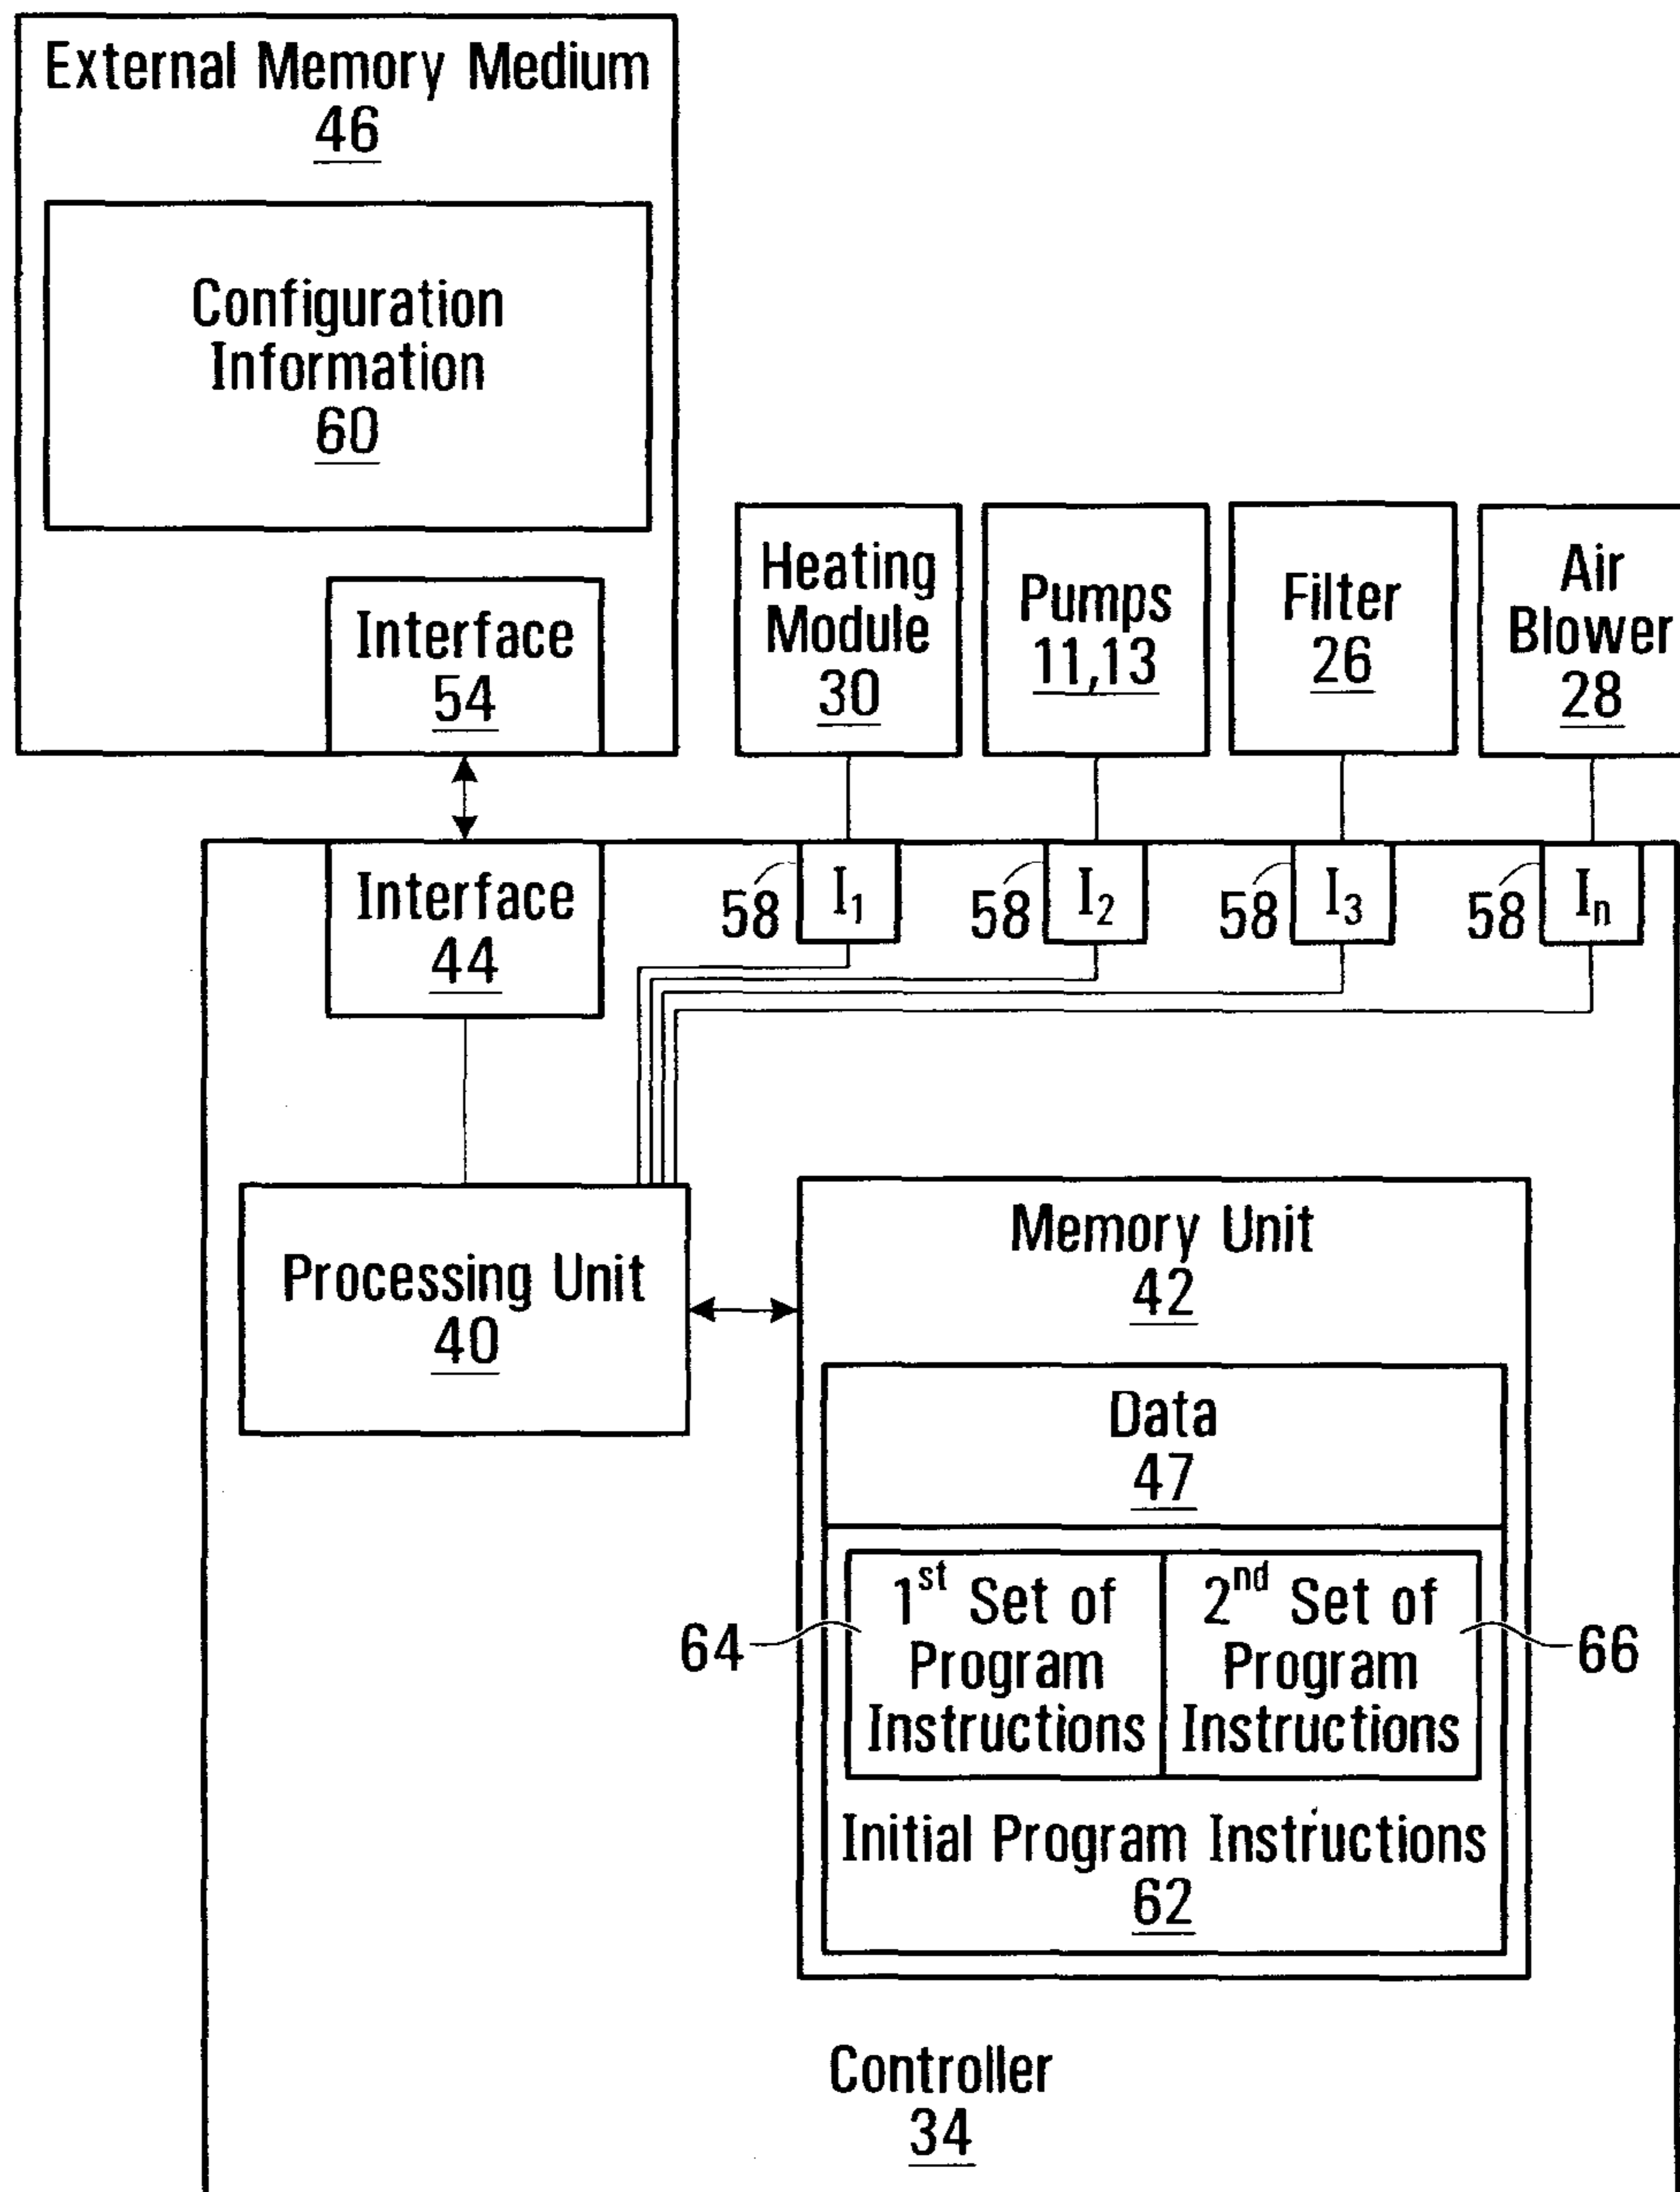 External Memory Medium
46
Configuration
Information
60
Interface
54
Heating
Module
30
Pumps
11,13
Filter
26
Air
Blower
28
Interface
44
58
I1
58
I2
58
I3
58
In
Processing Unit
40
Memory Unit
42
Data
47
64
1st Set of
Program
Instructions
2nd Set of
Program
Instructions
66
Initial Program Instructions
62
Controller
34